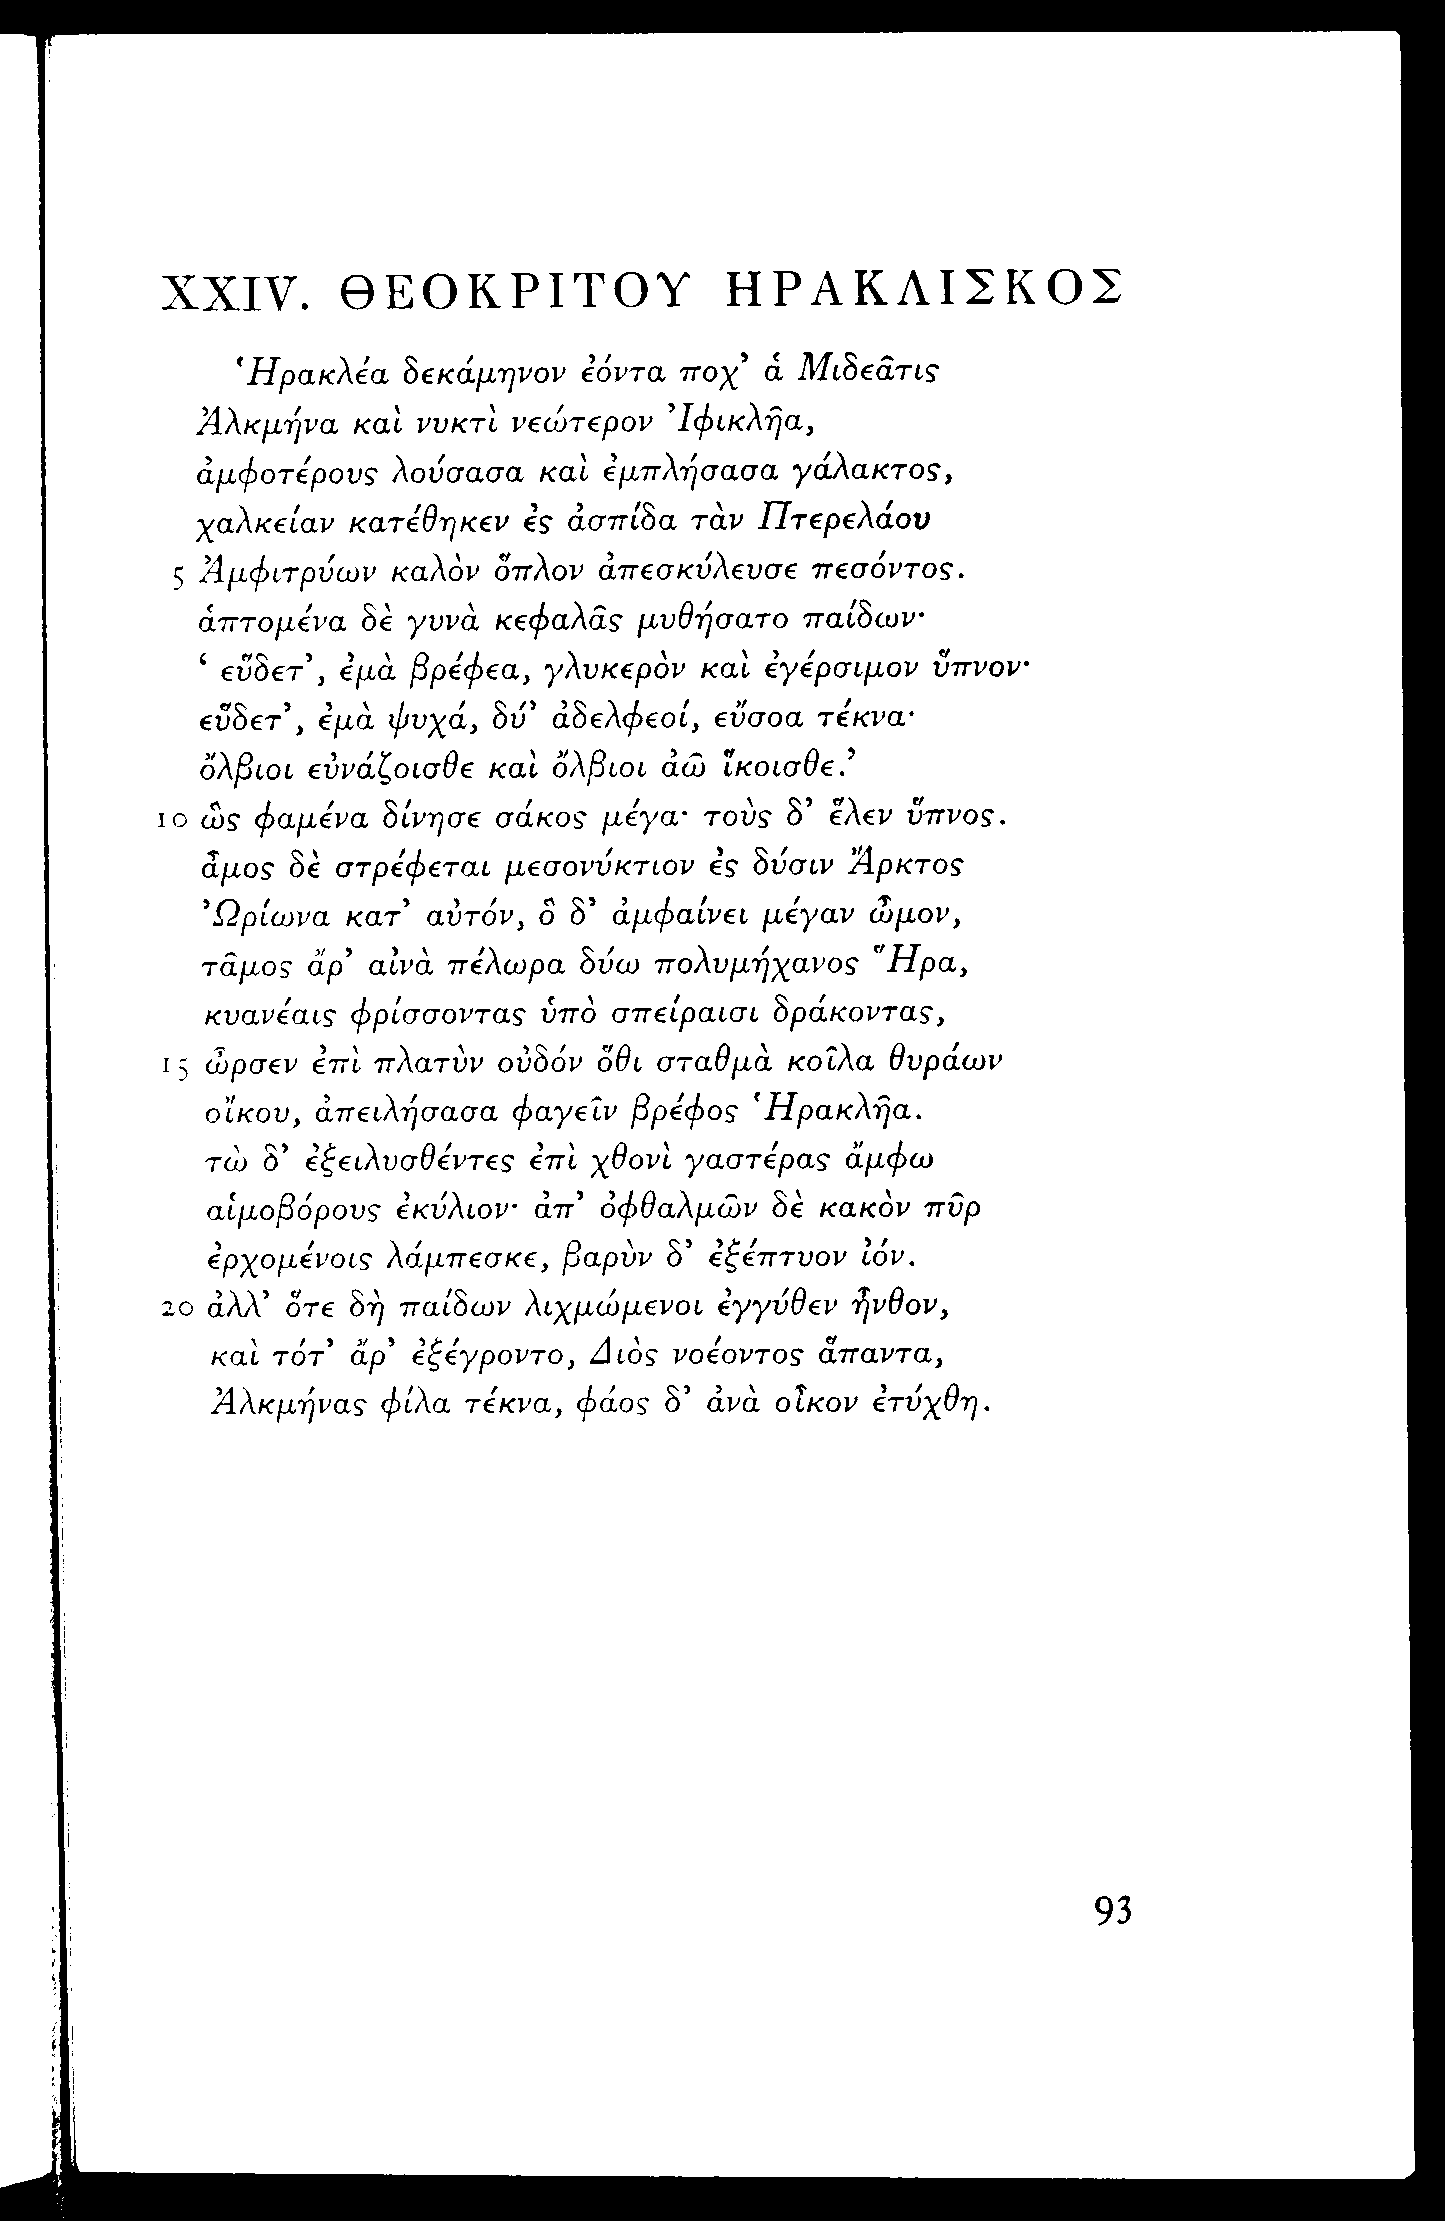 XXIV. ΘΕΟΚΡΙΤΟΥ ΗΡΑΚΛΙΣΚΟΣ
Ἡρακλέα δεκάμηνον ἐόντα ποχ’ ἁ Μιδεᾶτις
Ἀλκμήνα καὶ νυκτὶ νεώτερον Ἰφικλῆα,
ἀμφοτέρους λούσασα καὶ ἐμπλήσασα γάλακτος,
χαλκείαν κατέθηκεν ἐς ἀσπίδα τὰν Πτερελάου
5 Ἀμφιτρύων καλὸν ὅπλον ἀπεσκύλευσε πεσόντος.
ἁπτομένα δὲ γυνὰ κεφαλᾶς μυθήσατο παίδων·
‘ εὕδετ’, ἐμὰ βρέφεα, γλυκερὸν καὶ ἐγέρσιμον ὕπνον·
εὕδετ’, ἐμὰ ψυχά, δύ’ ἀδελφεοί, εὔσοα τέκνα·
ὄλβιοι εὐνάζοισθε καὶ ὄλβιοι ἀῶ ἵκοισθε.’
10 ὣς φαμένα δίνησε σάκος μέγα· τοὺς δ’ ἕλεν ὕπνος.
ἆμος δὲ στρέφεται μεσονύκτιον ἐς δύσιν Ἄρκτος
Ὠρίωνα κατ’ αὐτόν, ὃ δ’ ἀμφαίνει μέγαν ὦμον,
τᾶμος ἄρ’ αἰνὰ πέλωρα δύω πολυμήχανος Ἥρα,
κυανέαις φρίσσοντας ὑπὸ σπείραισι δράκοντας,
15 ὦρσεν ἐπὶ πλατὺν οὐδόν ὅθι σταθμὰ κοῖλα θυράων
οἴκου, ἀπειλήσασα φαγεῖν βρέφος Ἡρακλῆα.
τὼ δ’ ἐξειλυσθέντες ἐπὶ χθονὶ γαστέρας ἄμφω
αἱμοβόρους ἐκύλιον· ἀπ’ ὀφθαλμῶν δὲ κακὸν πῦρ
ἐρχομένοις λάμπεσκε, βαρὺν δ’ ἐξέπτυον ἰόν.
20 ἀλλ’ ὅτε δὴ παίδων λιχμώμενοι ἐγγύθεν ἦνθον,
καὶ τότ’ ἄρ’ ἐξέγροντο, Διὸς νοέοντος ἅπαντα,
Ἀλκμήνας φίλα τέκνα, φάος δ’ ἀνὰ οἶκον ἐτύχθη.
93